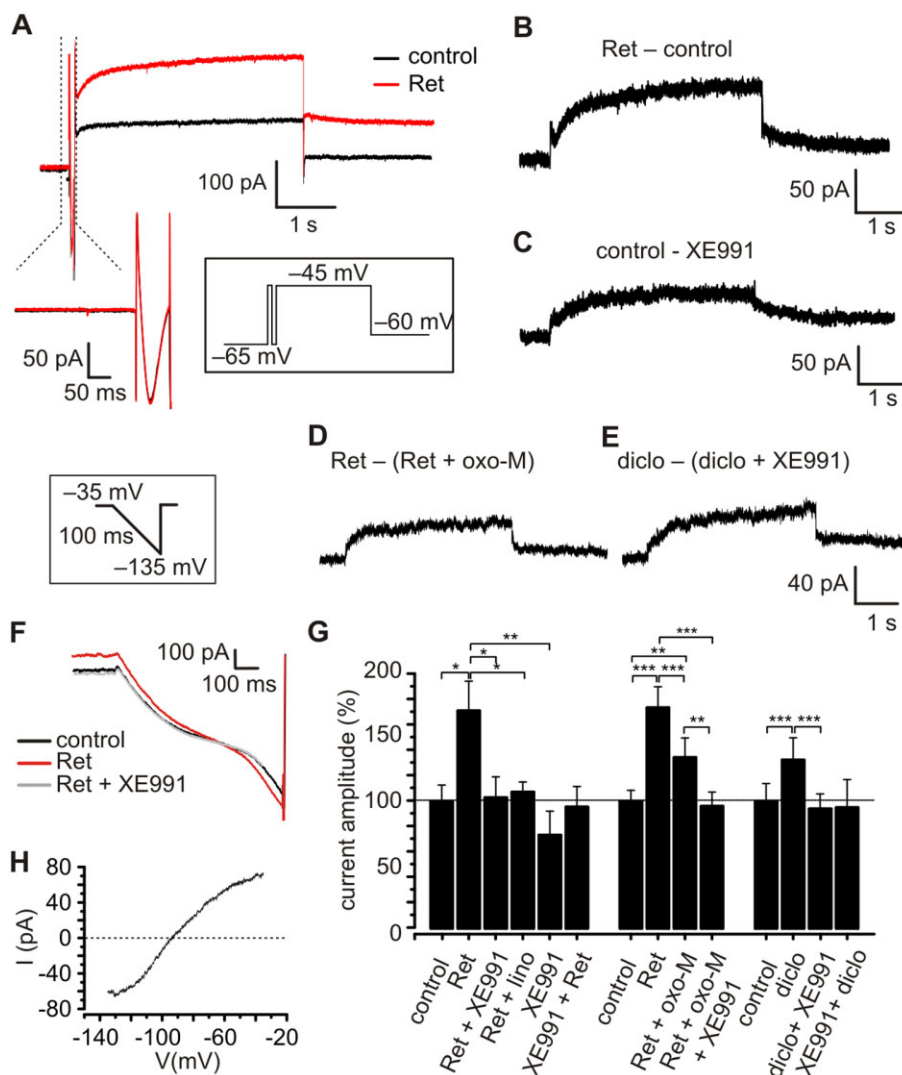 A
control
Ret
100 pA
1 s
50 pA
50 ms
−45 mV
−60 mV
−65 mV
B
Ret – control
50 pA
1 s
C
control - XE991
50 pA
1 s
D
Ret – (Ret + oxo-M)
E
diclo – (diclo + XE991)
40 pA
1 s
−35 mV
100 ms
−135 mV
F
100 pA
100 ms
control
Ret
Ret + XE991
G
current amplitude (%)
200
150
100
50
0
*
*
*
**
**
***
***
***
**
***
***
control
Ret
Ret + XE991
Ret + lino
XE991
XE991 + Ret
control
Ret
Ret + oxo-M
Ret + oxo-M
+ XE991
control
diclo
diclo+ XE991
XE991+ diclo
H
I (pA)
80
40
0
-40
-80
-140
-100
-60
-20
V(mV)